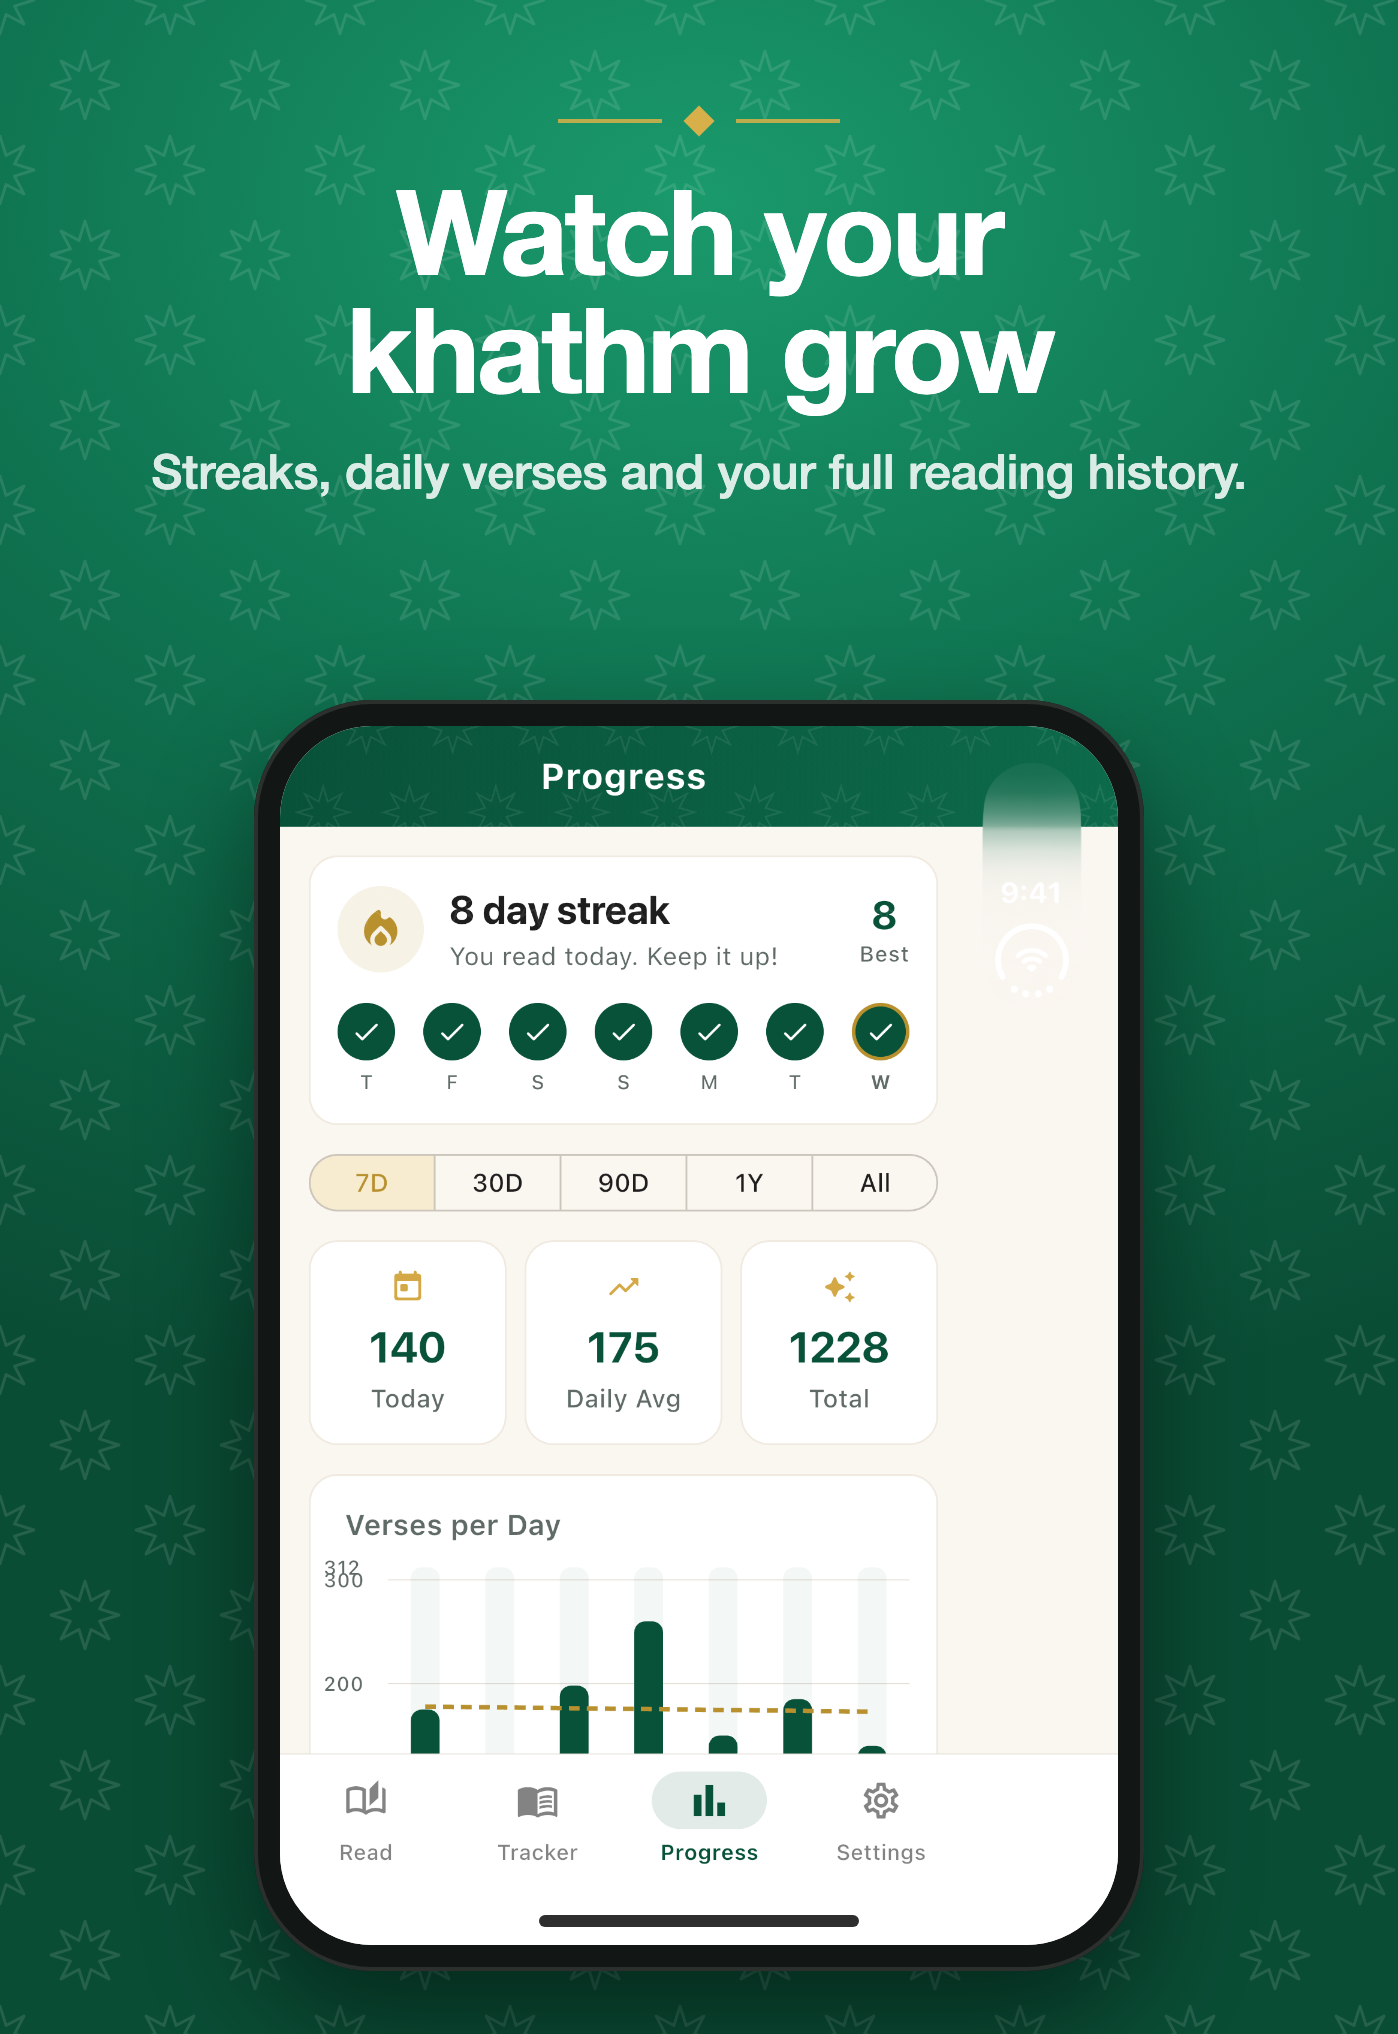 Watch your
khathm grow
Streaks, daily verses and your full reading history.
Progress
9:41
8 day streak
You read today. Keep it up!
8
Best
T F S S M T W
7D 30D 90D 1Y All
140 175 1228
Today Daily Avg Total
Verses per Day
312
300
200
Read Tracker Progress Settings